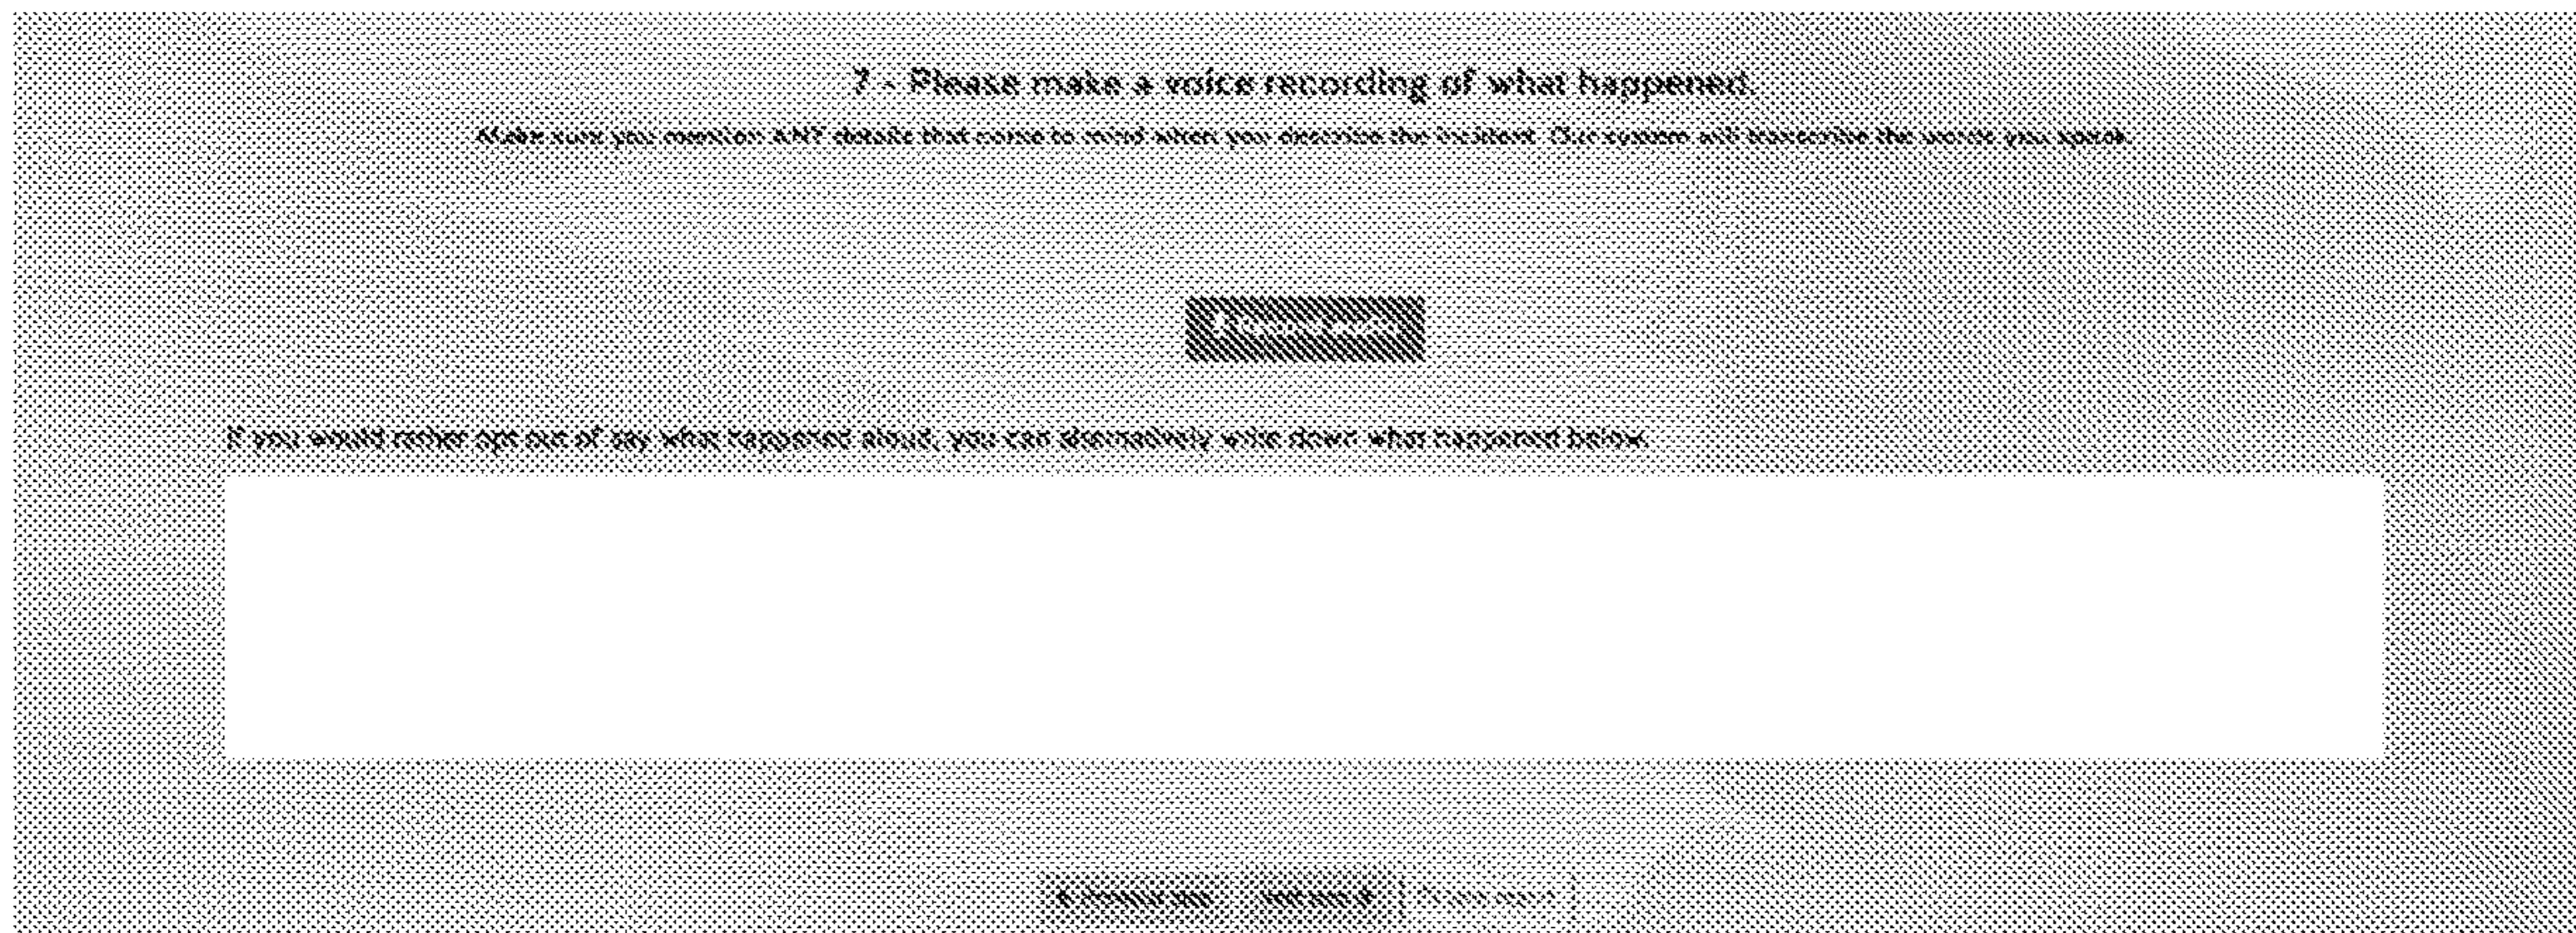 7 - Please make a voice recording of what happened.
Make sure you mention ANY details that come to mind when you describe the incident. Our system will transcribe the words you speak.
If you would rather opt out of say what happened aloud, you can alternatively write down what happened below.